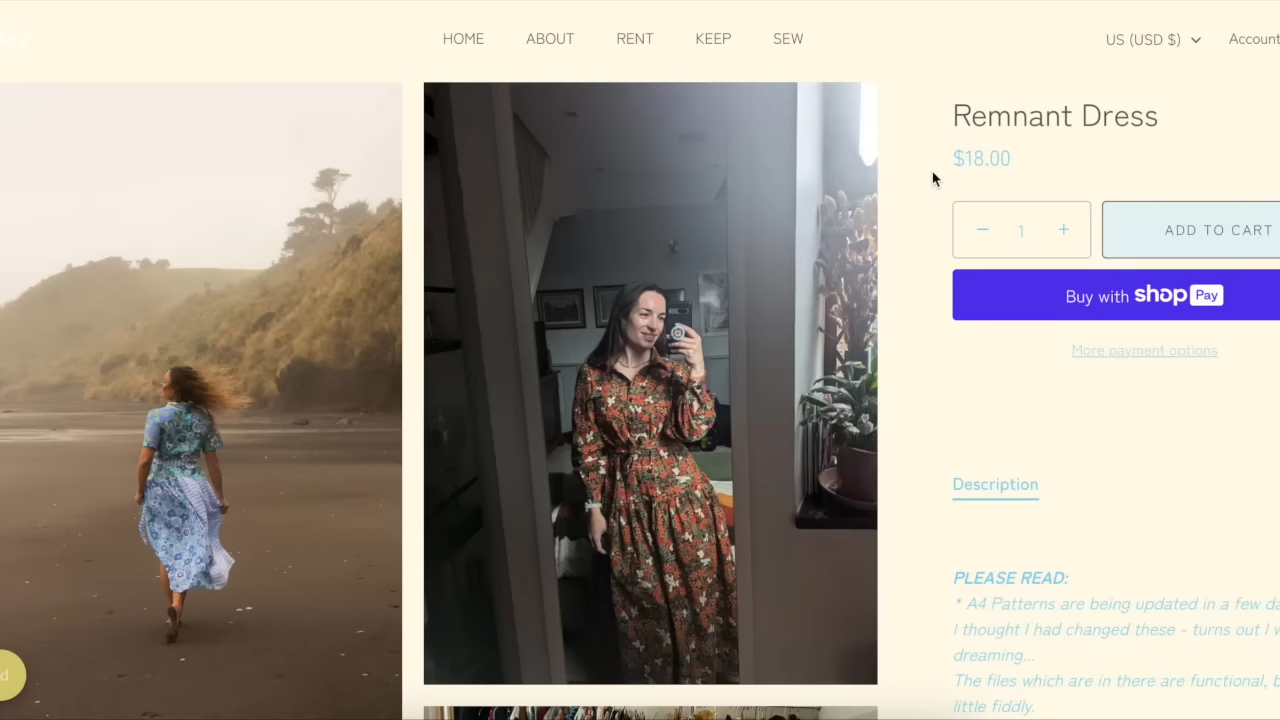 HOME ABOUT RENT KEEP SEW US (USD $) Account
Remnant Dress
$18.00
− 1 + ADD TO CART
Buy with shop Pay
More payment options
Description
PLEASE READ:
* A4 Patterns are being updated in a few da
I thought I had changed these - turns out I w
dreaming...
The files which are in there are functional, b
little fiddly.
d